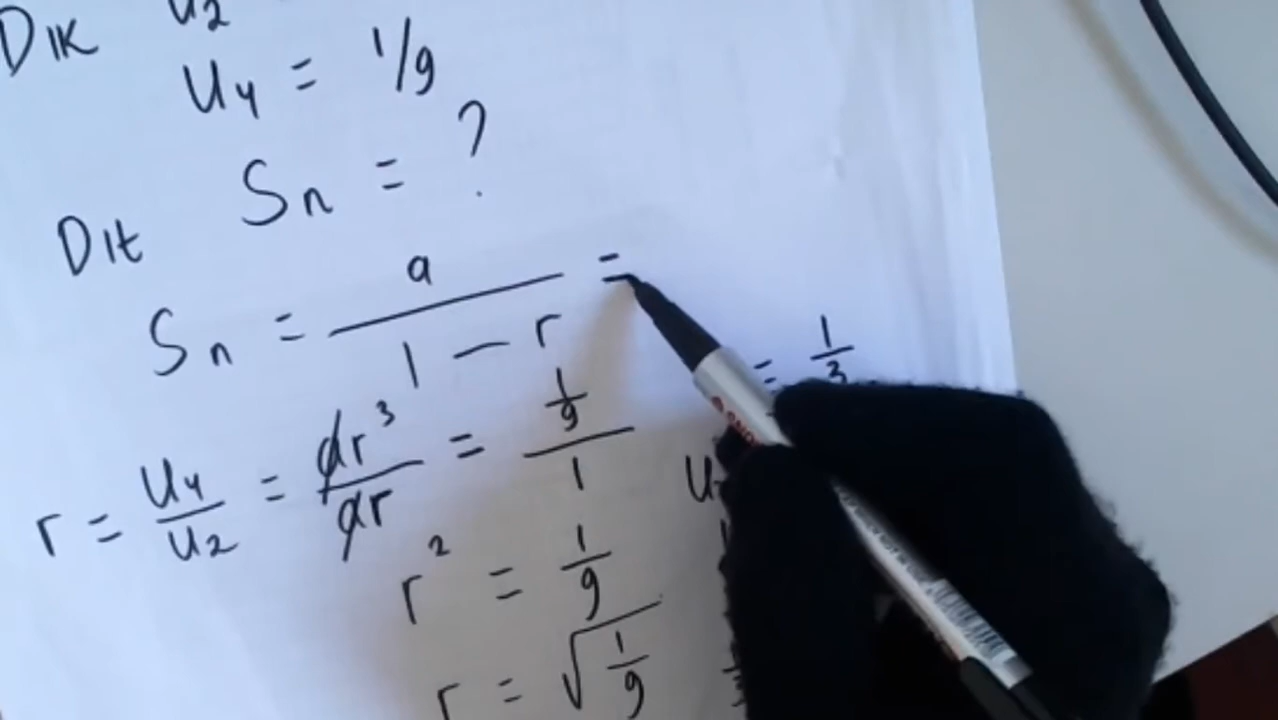 Dik U2
U4 = 1/9
Dit Sn = ?
Sn = a / 1 - r =
r = U4/U2 = ar³/ar = 1/9 / 1
= 1/3
r² = 1/9
r = √1/9